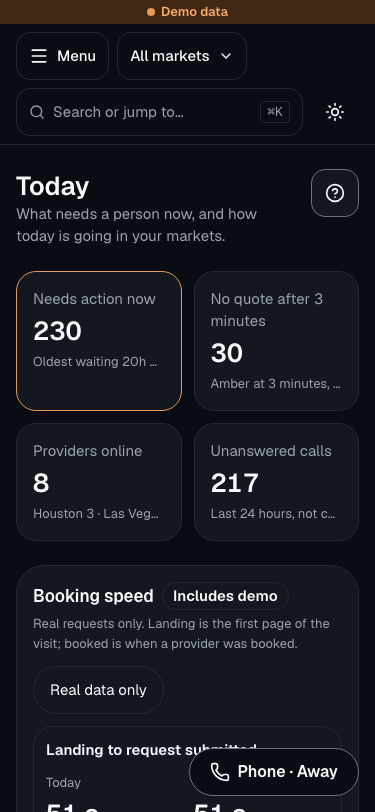 Demo data
Menu
All markets
Search or jump to...
⌘K
Today
What needs a person now, and how
today is going in your markets.
Needs action now
230
Oldest waiting 20h ...
No quote after 3
minutes
30
Amber at 3 minutes, ...
Providers online
8
Houston 3 · Las Veg...
Unanswered calls
217
Last 24 hours, not c...
Booking speed
Includes demo
Real requests only. Landing is the first page of the
visit; booked is when a provider was booked.
Real data only
Landing to request submitted
Today
Phone · Away